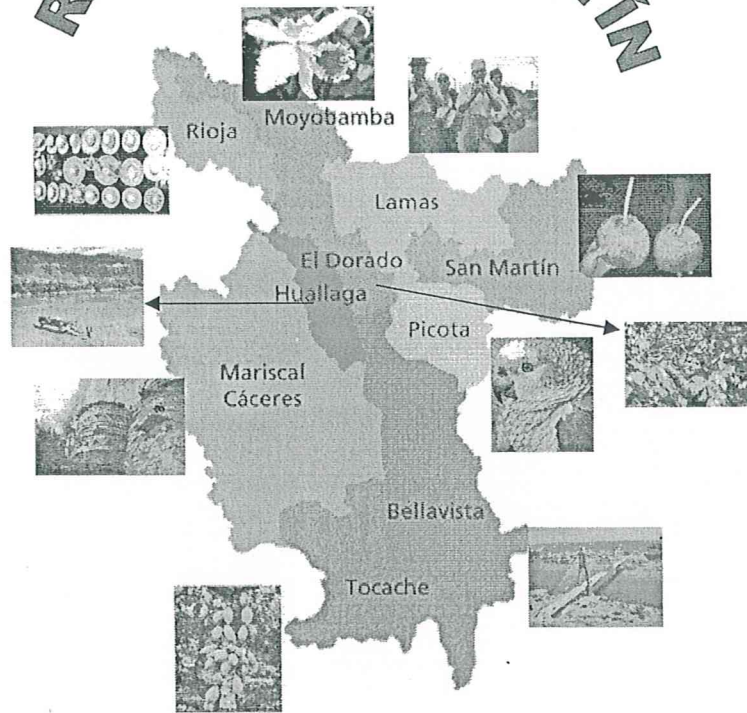 Moyobamba
Rioja
Lamas
El Dorado
San Martín
Huallaga
Picota
Mariscal
Cáceres
Bellavista
Tocache